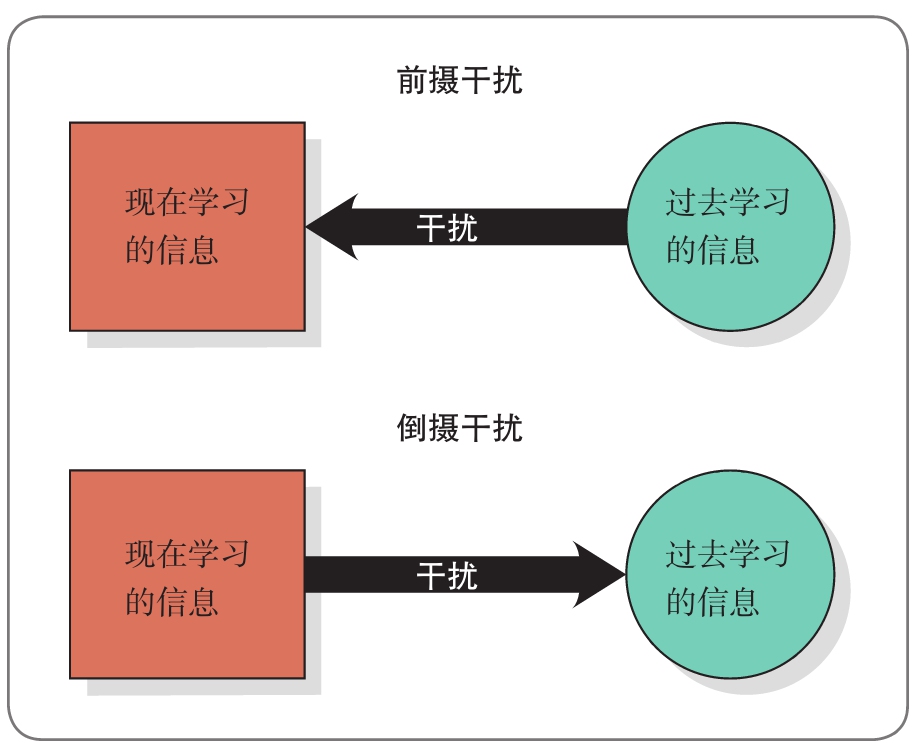 前摄干扰
现在学习
的信息
干扰
过去学习
的信息
倒摄干扰
现在学习
的信息
干扰
过去学习
的信息